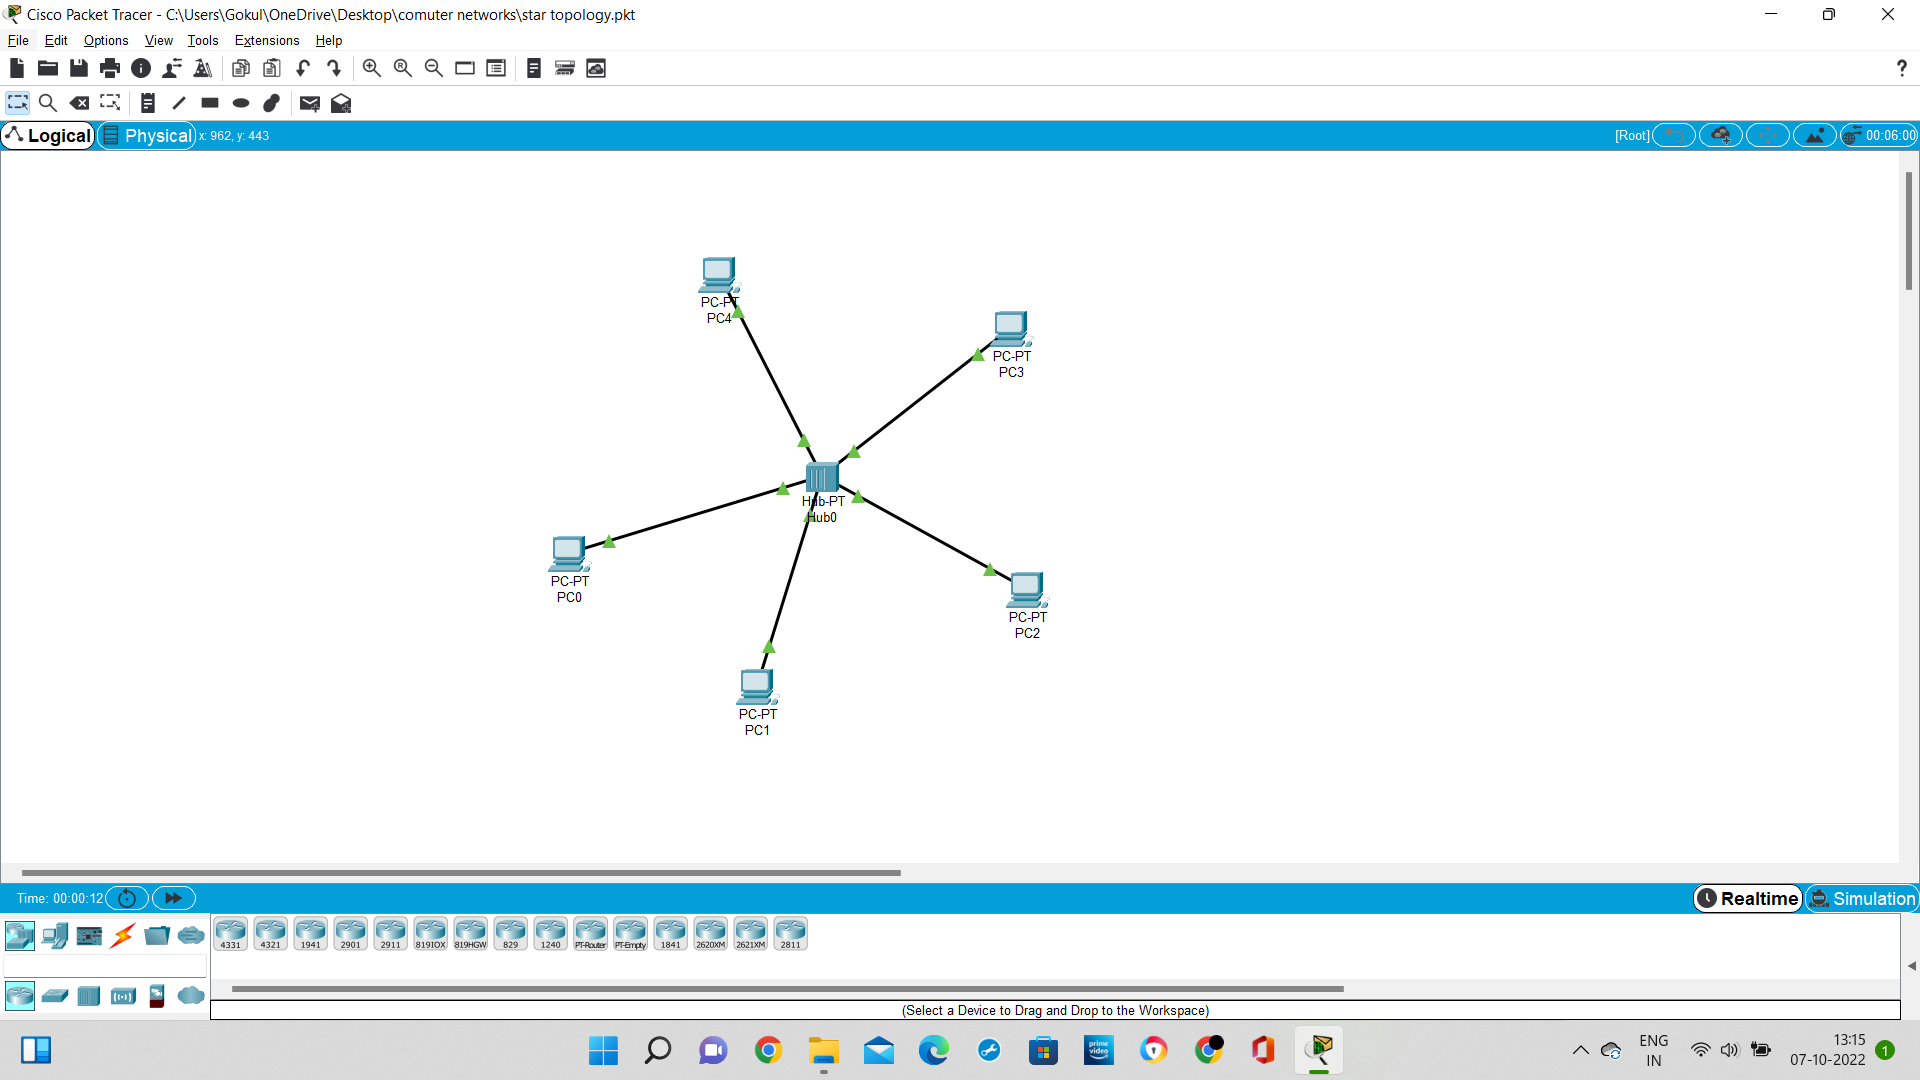 Cisco Packet Tracer - C:\Users\Gokul\OneDrive\Desktop\comuter networks\star topology.pkt
File Edit Options View Tools Extensions Help
?
Logical Physical x: 962, y: 443 [Root] 00:06:00
PC-PT
PC4
PC-PT
PC3
Hub-PT
Hub0
PC-PT
PC0
PC-PT
PC2
PC-PT
PC1
Time: 00:00:12 Realtime Simulation
4331 4321 1941 2901 2911 819IOX 819HGW 829 1240 PT-Router PT-Empty 1841 2620XM 2621XM 2811
(Select a Device to Drag and Drop to the Workspace)
prime video
ENG
IN
13:15
07-10-2022
1